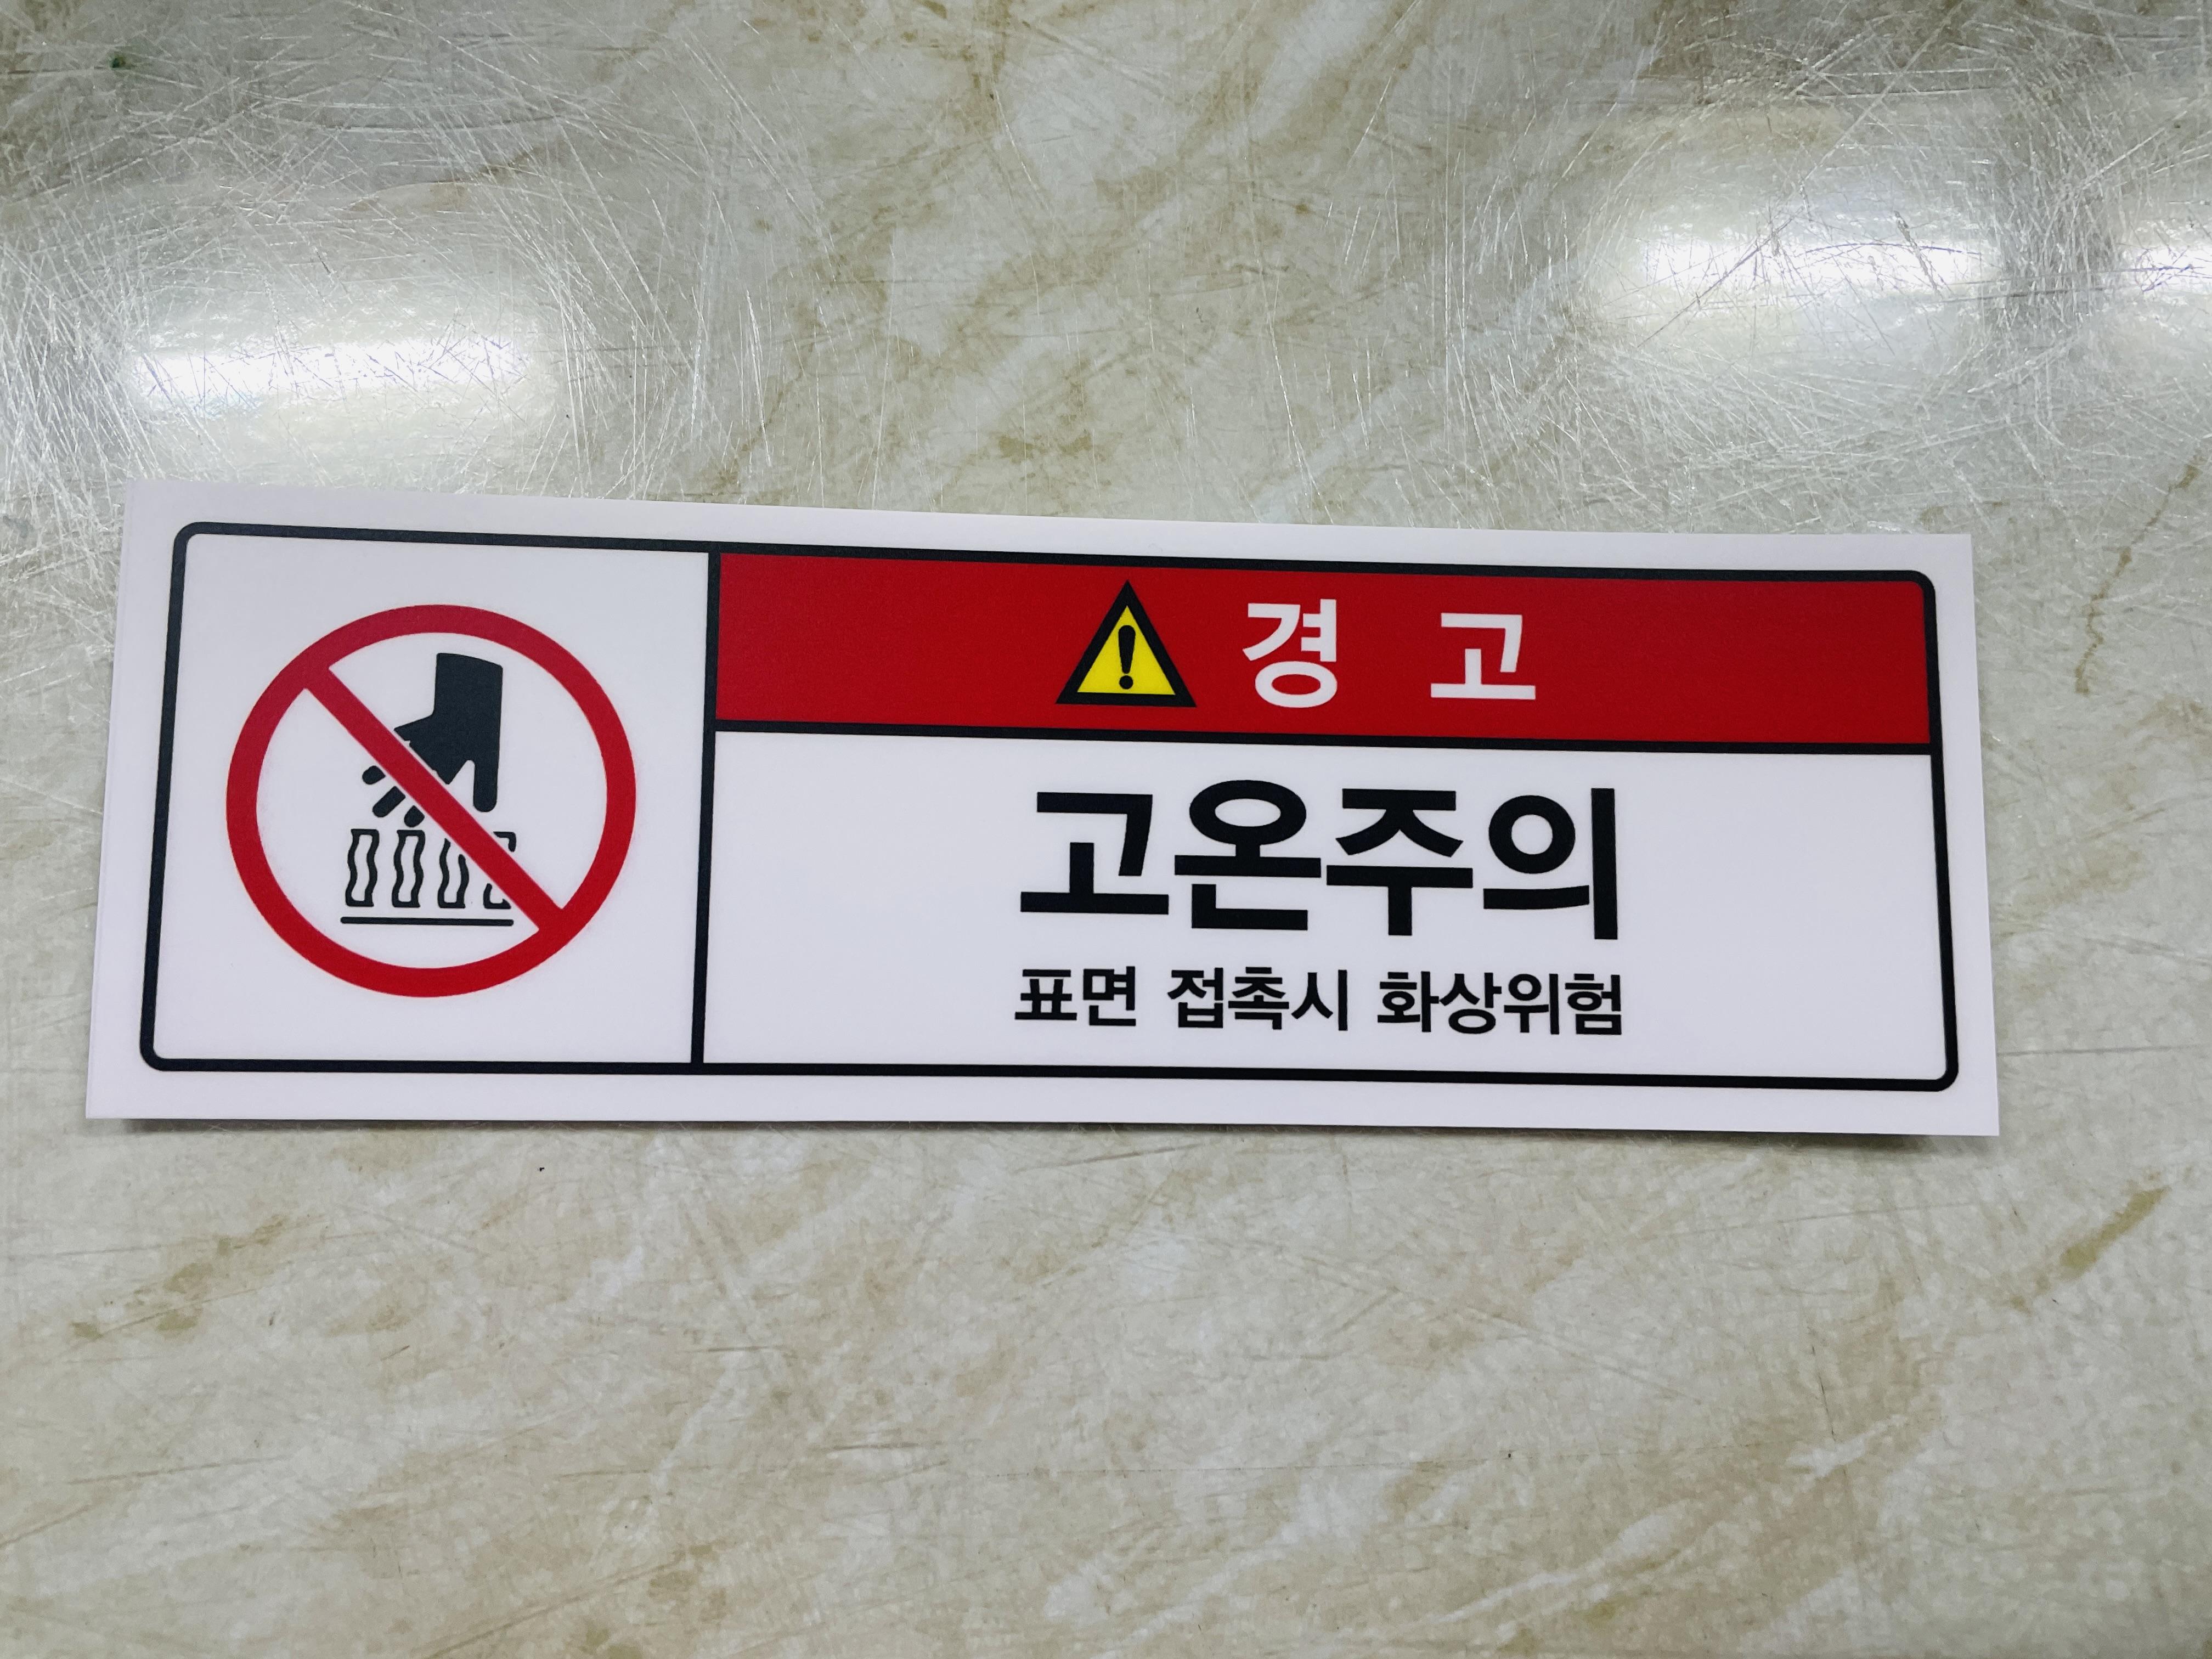 경 고
고온주의
표면 접촉시 화상위험